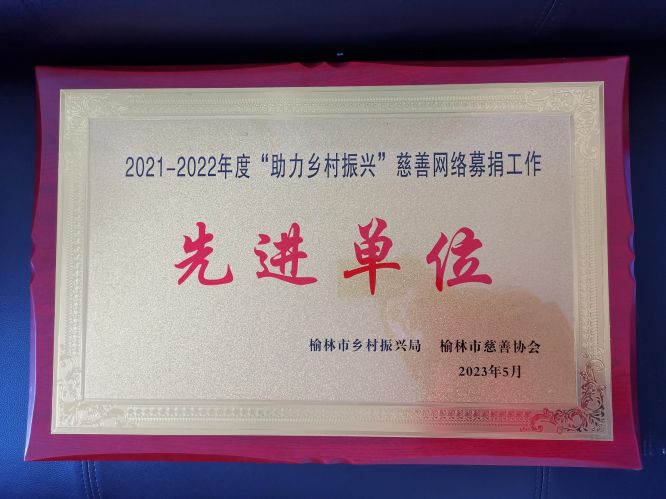 2021-2022年度“助力乡村振兴”慈善网络募捐工作
先进单位
榆林市乡村振兴局 榆林市慈善协会
2023年5月